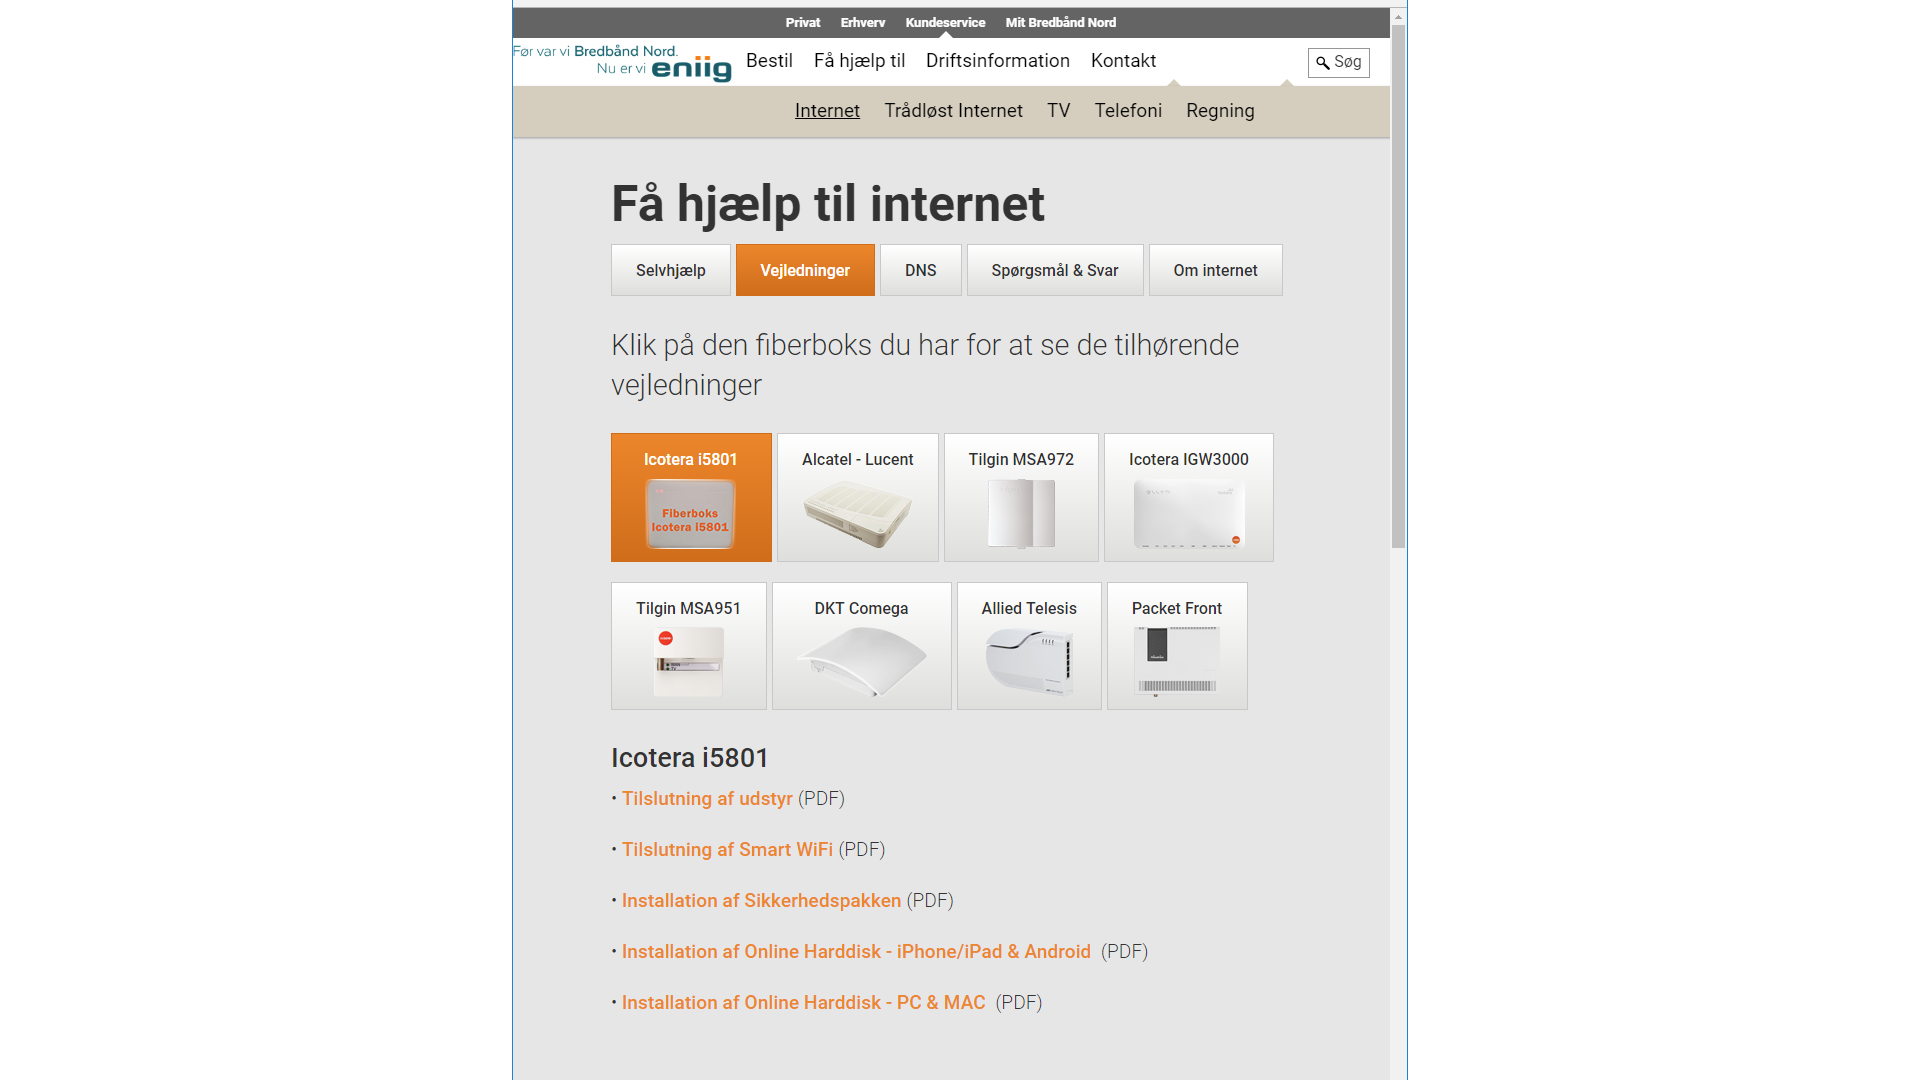 Privat Erhverv Kundeservice Mit Bredbånd Nord
Før var vi Bredbånd Nord.
Nu er vi eniig
Bestil Få hjælp til Driftsinformation Kontakt
Søg
Internet Trådløst Internet TV Telefoni Regning
Få hjælp til internet
Selvhjælp Vejledninger DNS Spørgsmål & Svar Om internet
Klik på den fiberboks du har for at se de tilhørende
vejledninger
Icotera i5801 Alcatel - Lucent Tilgin MSA972 Icotera IGW3000
Fiberboks
Icotera i5801
Tilgin MSA951 DKT Comega Allied Telesis Packet Front
Icotera i5801
• Tilslutning af udstyr (PDF)
• Tilslutning af Smart WiFi (PDF)
• Installation af Sikkerhedspakken (PDF)
• Installation af Online Harddisk - iPhone/iPad & Android (PDF)
• Installation af Online Harddisk - PC & MAC (PDF)